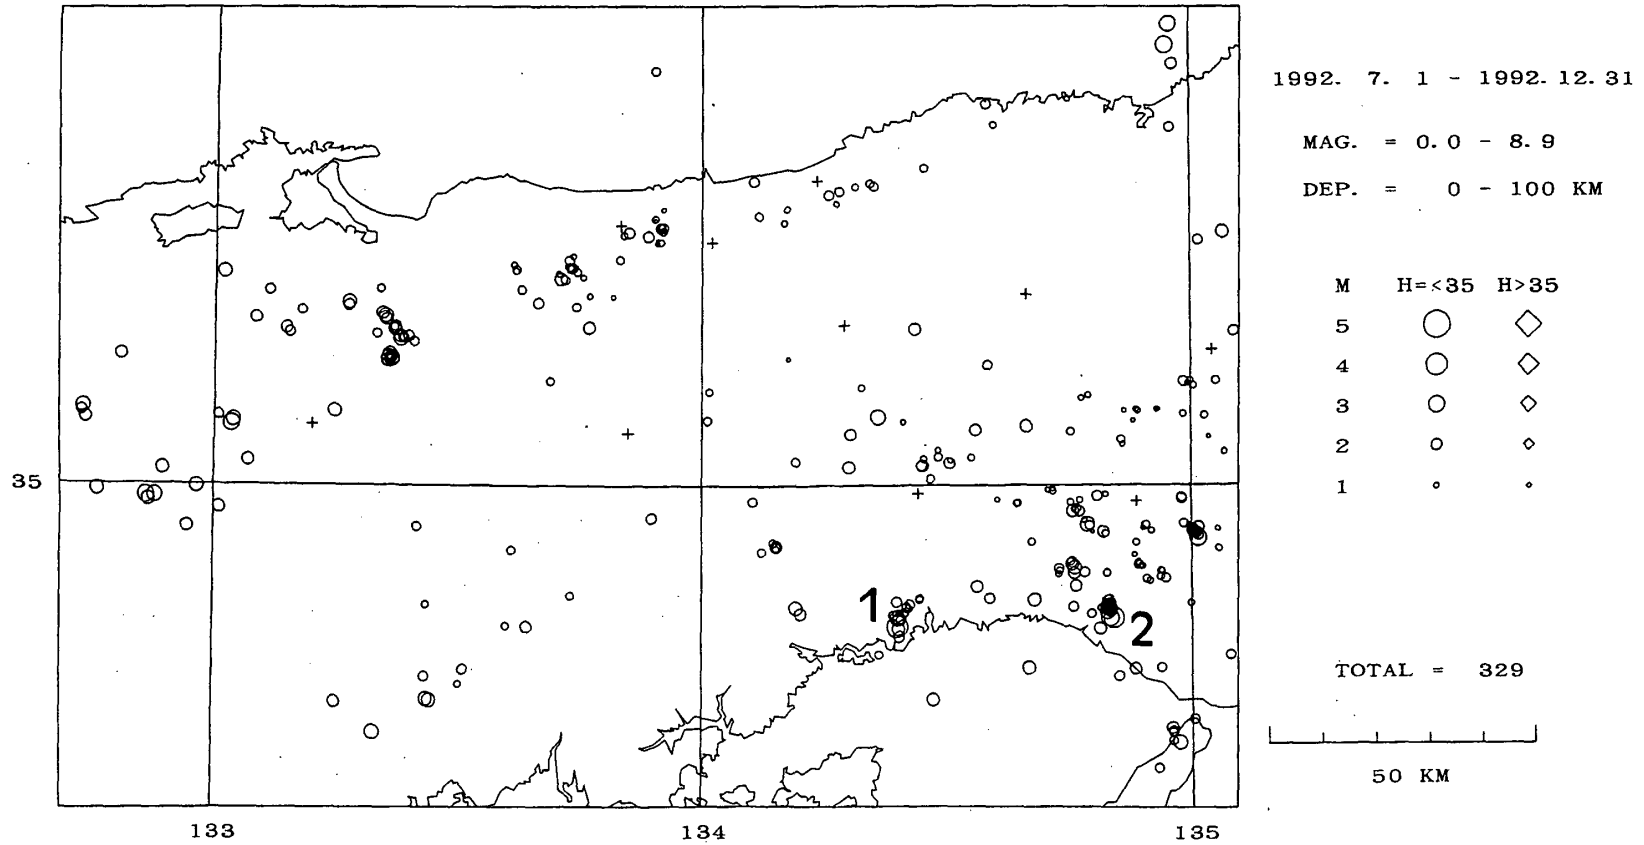 1992. 7. 1 - 1992.12.31
MAG. = 0.0 - 8.9
DEP. = 0 - 100 KM
M H=<35 H>35
5
4
3
2
1
TOTAL = 329
50 KM
35
1
2
133 134 135